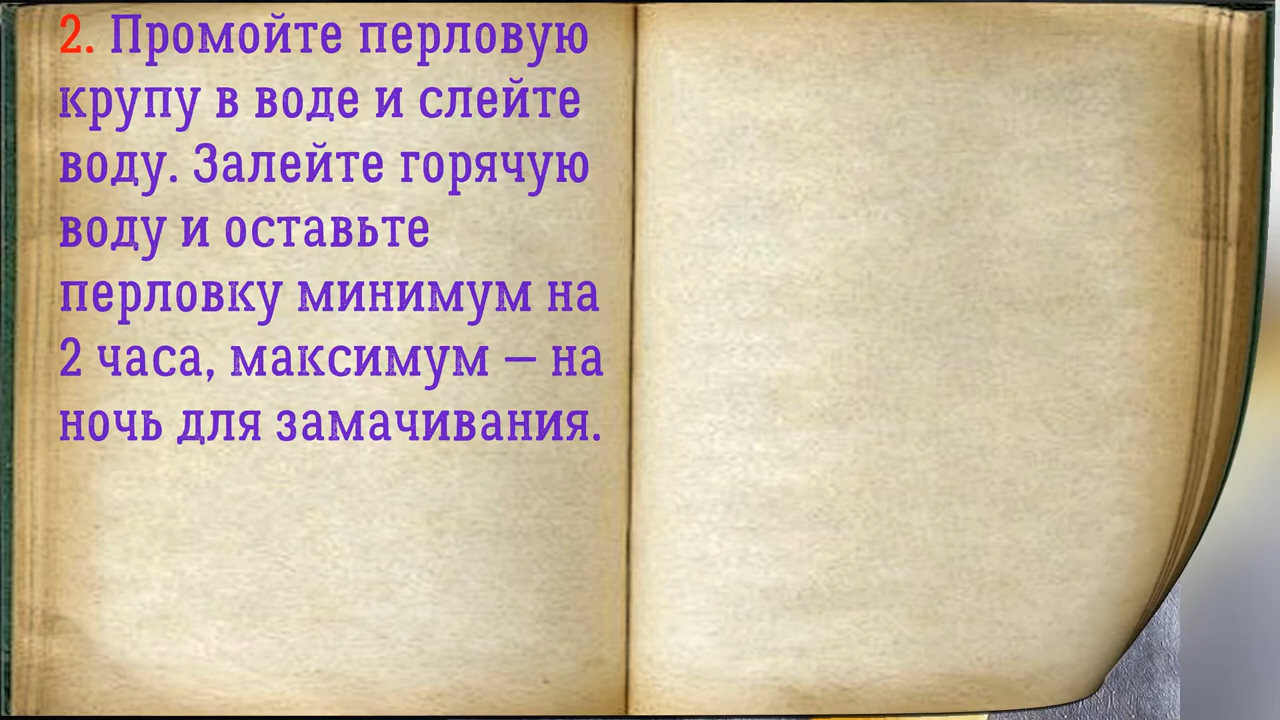 2. Промойте перловую
крупу в воде и слейте
воду. Залейте горячую
воду и оставьте
перловку минимум на
2 часа, максимум — на
ночь для замачивания.